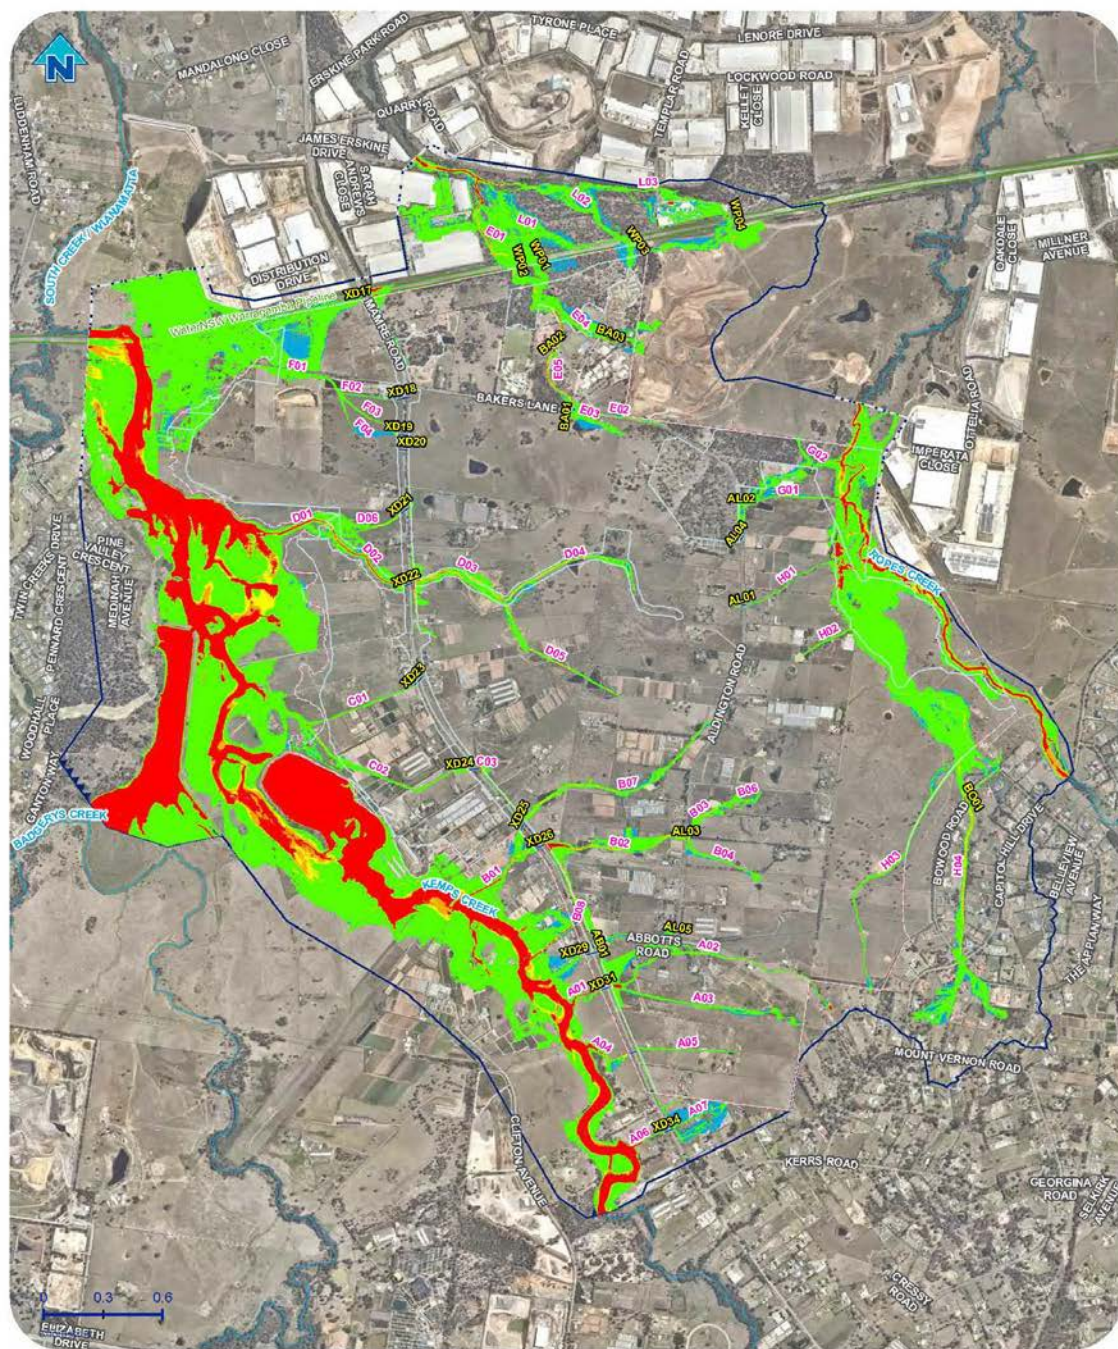 TYRONE PLACE
LENORE DRIVE
MANDALONG CLOSE
ERSKINE PARK ROAD
N
LOCKWOOD ROAD
TEMPLAR ROAD
KELLET
CLOSE
QUARRY ROAD
LUDDENHAM ROAD
JAMES ERSKINE
DRIVE
SARAH
ANDREWS
CLOSE
SOUTH CREEK / WIANAMATTA
L03
L02
L01
E01
WP04
WP03
WP01
WP02
OAKDALE
CLOSE
MILLNER
AVENUE
DISTRIBUTION
DRIVE
XD17
WaterNSW Warragamba Pipeline
MAMRE ROAD
E04
BA03
BA02
F01
F02
XD18
E05
BAKERS LANE
F03
XD19
F04
XD20
BA01
E03
E02
OTTELIA ROAD
IMPERATA
CLOSE
G02
G01
AL02
AL04
XD21
D01
D06
D02
PINE
VALLEY
CRESCENT
TWIN CREEKS DRIVE
PENNARD CRESCENT
MEDINAH
AVENUE
XD22
D03
D04
ROPES CREEK
H01
AL01
H02
D05
XD23
C01
ALDINGTON ROAD
WOODHALL
PLACE
GANTON WAY
XD24
C03
C02
B07
B03
B06
XD25
XD26
AL03
B02
B04
B01
BO01
BADGERYS CREEK
KEMPS CREEK
BOWOOD ROAD
H04
CAPITOL HILL DRIVE
BELLEVIEW
AVENUE
H03
B08
AB01
AL05
ABBOTTS
ROAD
A02
XD29
THE APPIAN WAY
A01
XD31
A03
A04
A05
MOUNT VERNON ROAD
A07
XD34
A06
CLIFTON AVENUE
KERRS ROAD
GEORGINA
ROAD
SELKIRK
AVENUE
CRESSY
ROAD
0 0.3 0.6
ELIZABETH
DRIVE